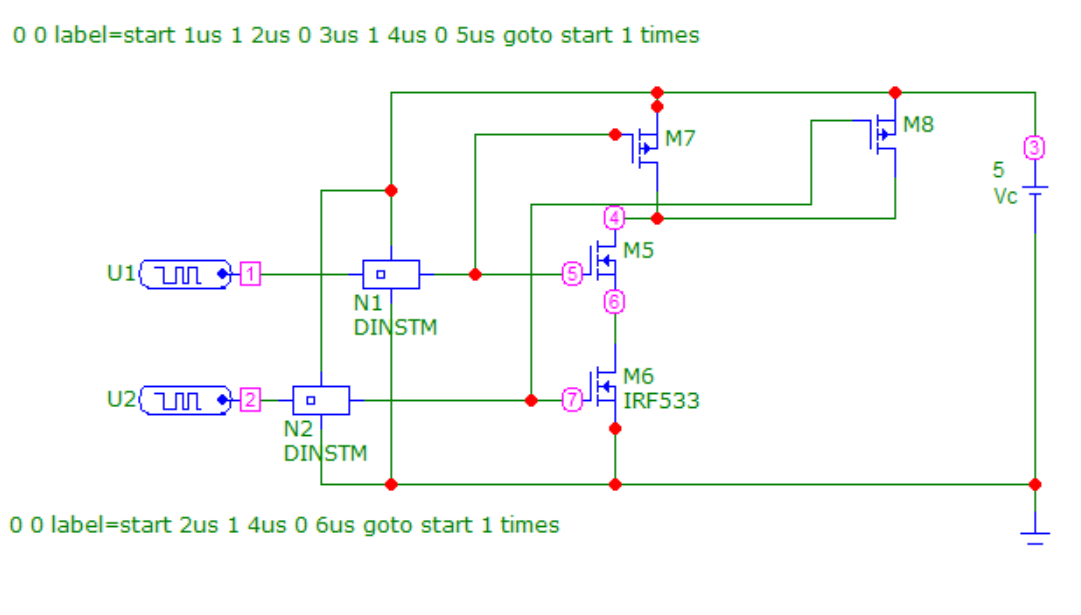 0 0 label=start 1us 1 2us 0 3us 1 4us 0 5us goto start 1 times
M7
M8
3
5
Vc
4
M5
U1
1
5
N1
DINSTM
6
M6
IRF533
U2
2
7
N2
DINSTM
0 0 label=start 2us 1 4us 0 6us goto start 1 times